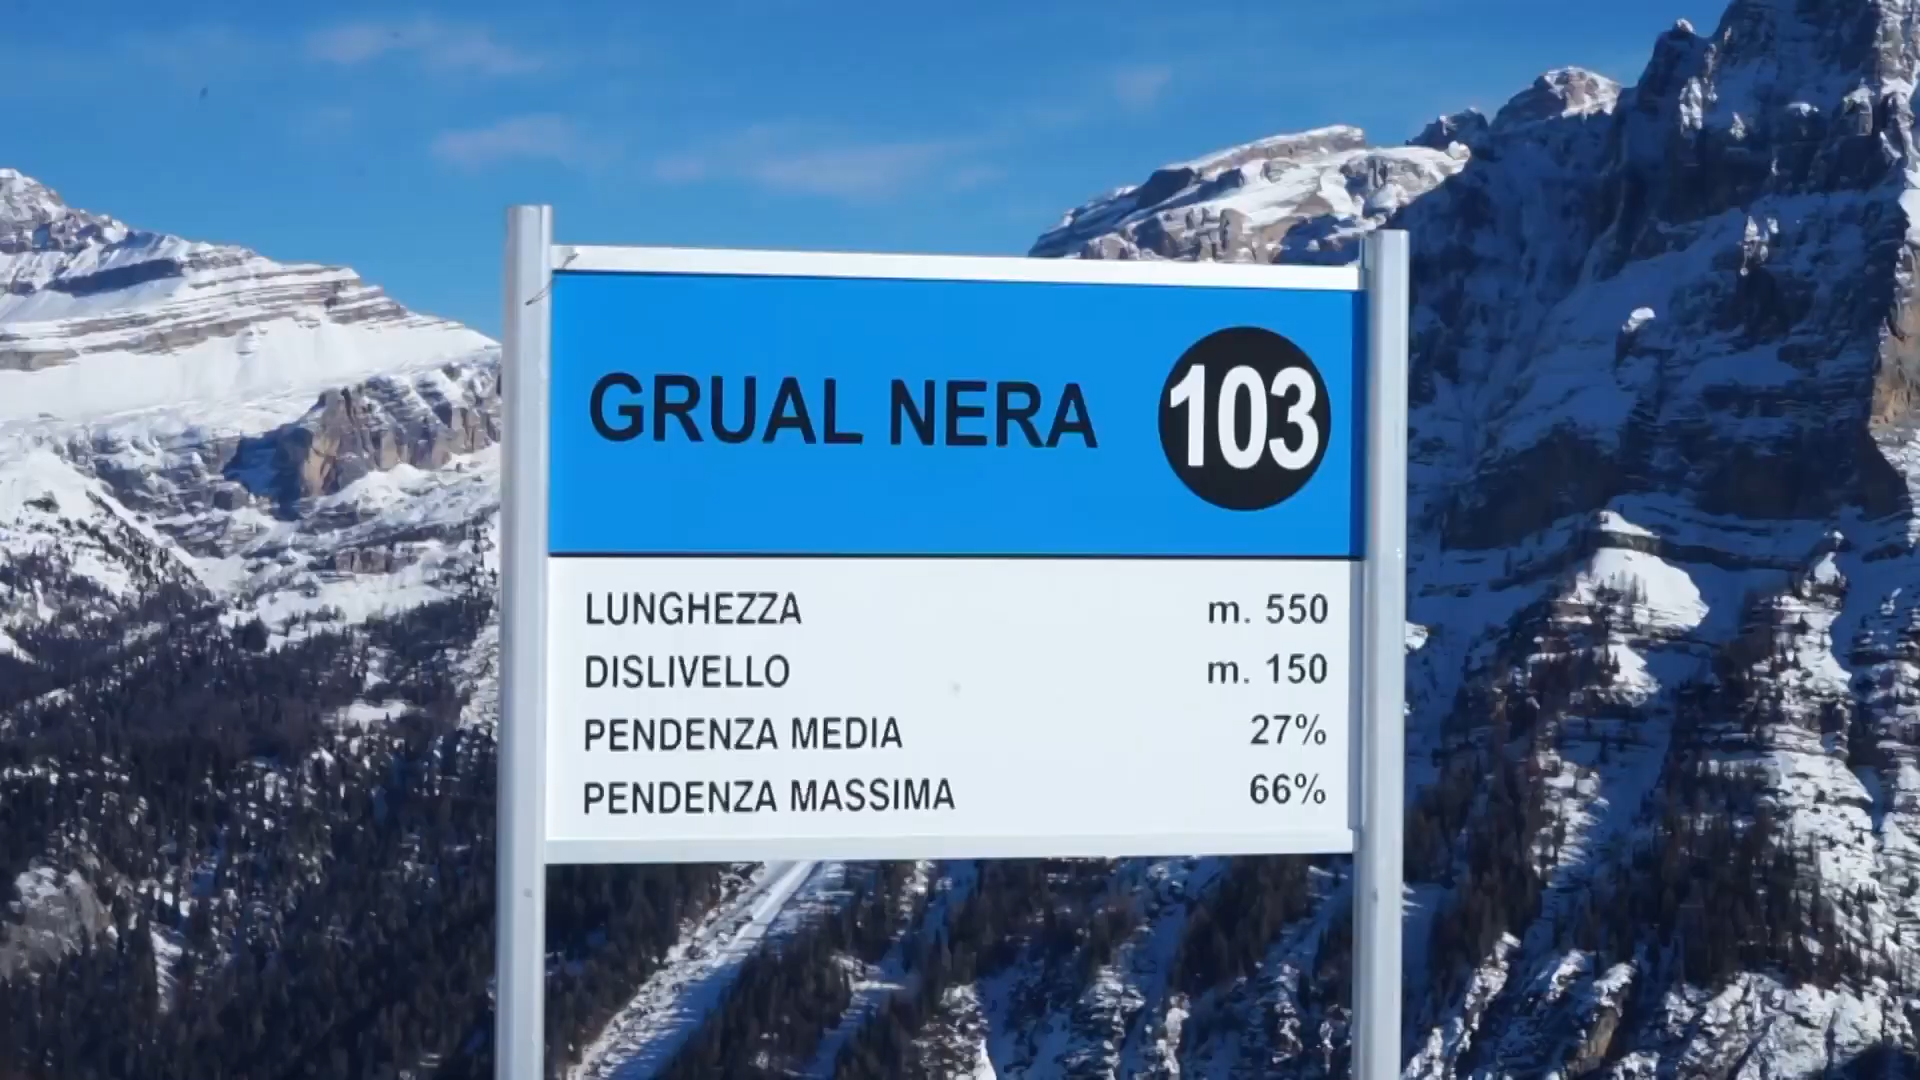 GRUAL NERA 103
LUNGHEZZA m. 550
DISLIVELLO m. 150
PENDENZA MEDIA 27%
PENDENZA MASSIMA 66%